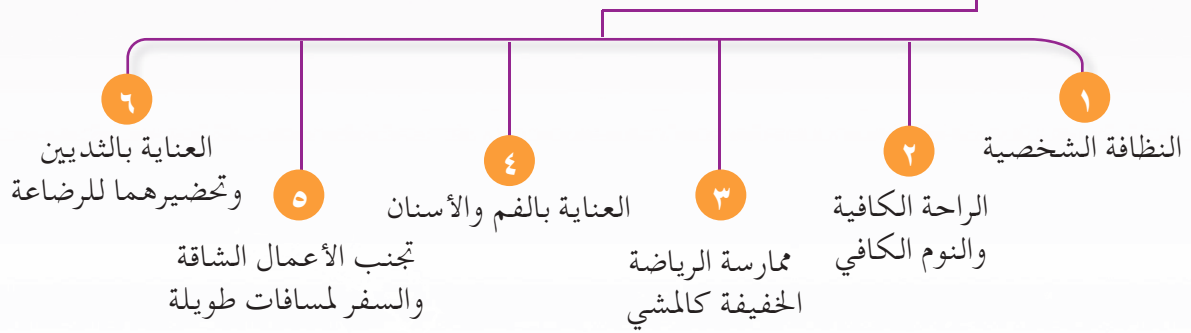 ١
النظافة الشخصية
٢
الراحة الكافية
والنوم الكافي
٣
ممارسة الرياضة
الخفيفة كالمشي
٤
العناية بالفم والأسنان
٥
تجنب الأعمال الشاقة
والسفر لمسافات طويلة
٦
العناية بالثديين
وتحضيرهما للرضاعة